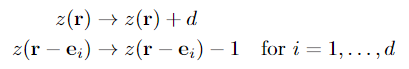 z(r) → z(r) + d
z(r − e_i) → z(r − e_i) − 1 for i = 1, . . . , d